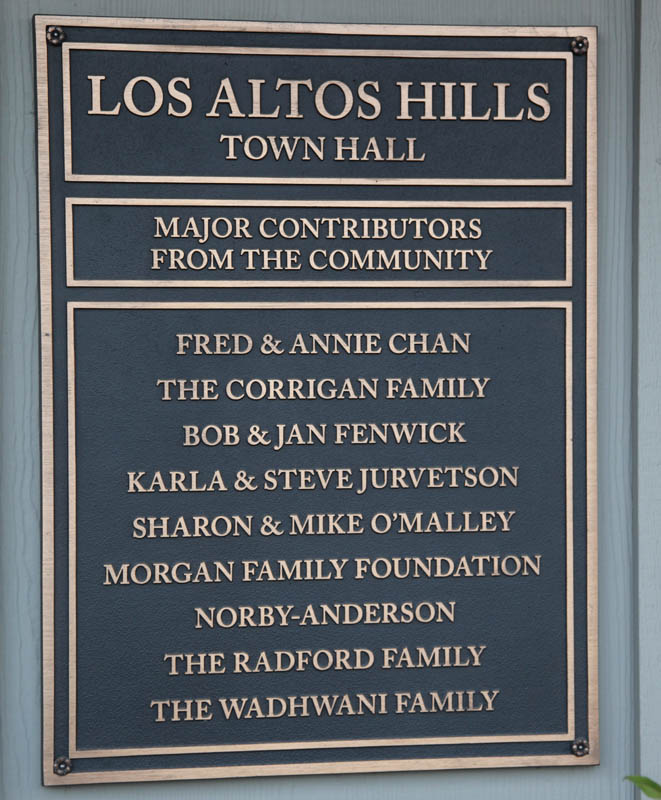 LOS ALTOS HILLS
TOWN HALL
MAJOR CONTRIBUTORS
FROM THE COMMUNITY
FRED & ANNIE CHAN
THE CORRIGAN FAMILY
BOB & JAN FENWICK
KARLA & STEVE JURVETSON
SHARON & MIKE O'MALLEY
MORGAN FAMILY FOUNDATION
NORBY-ANDERSON
THE RADFORD FAMILY
THE WADHWANI FAMILY